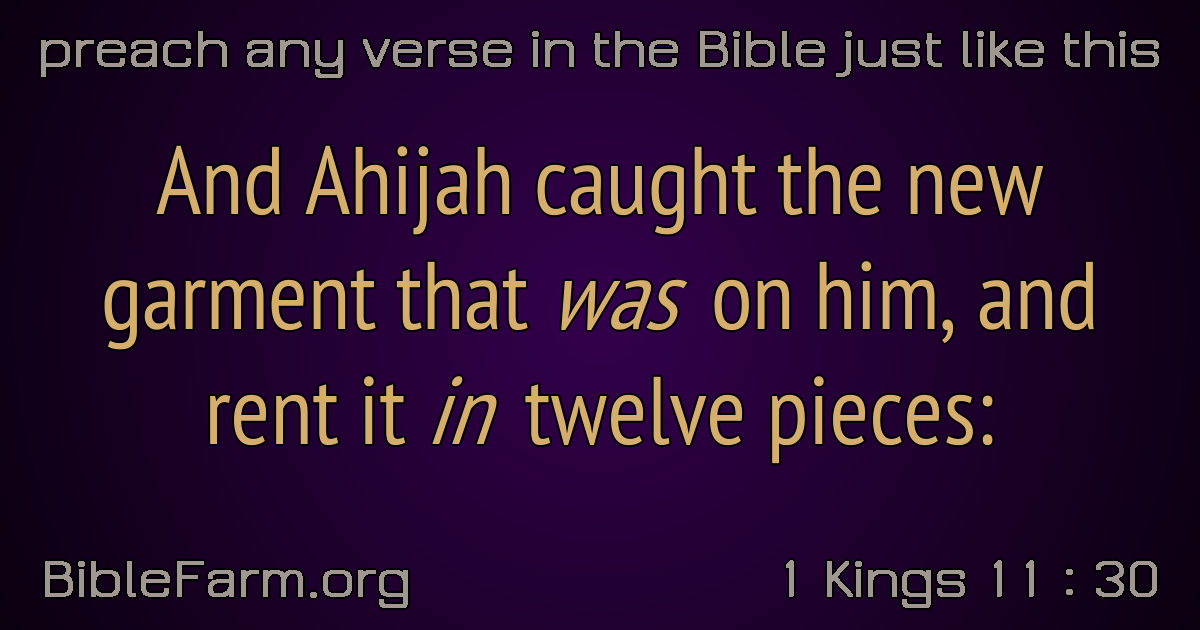 preach any verse in the Bible just like this
And Ahijah caught the new
garment that was on him, and
rent it in twelve pieces:
BibleFarm.org
1 Kings 11 : 30